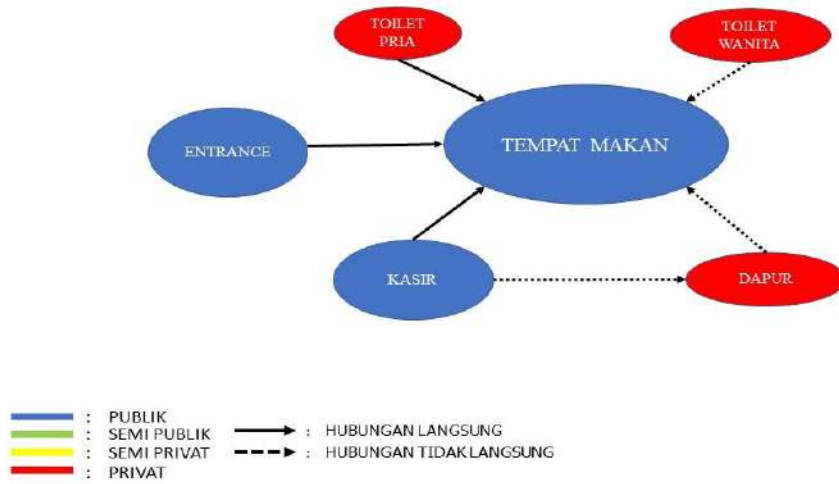 TOILET
PRIA
TOILET
WANITA
ENTRANCE
TEMPAT MAKAN
KASIR
DAPUR
: PUBLIK
: SEMI PUBLIK
: SEMI PRIVAT
: PRIVAT
: HUBUNGAN LANGSUNG
: HUBUNGAN TIDAK LANGSUNG